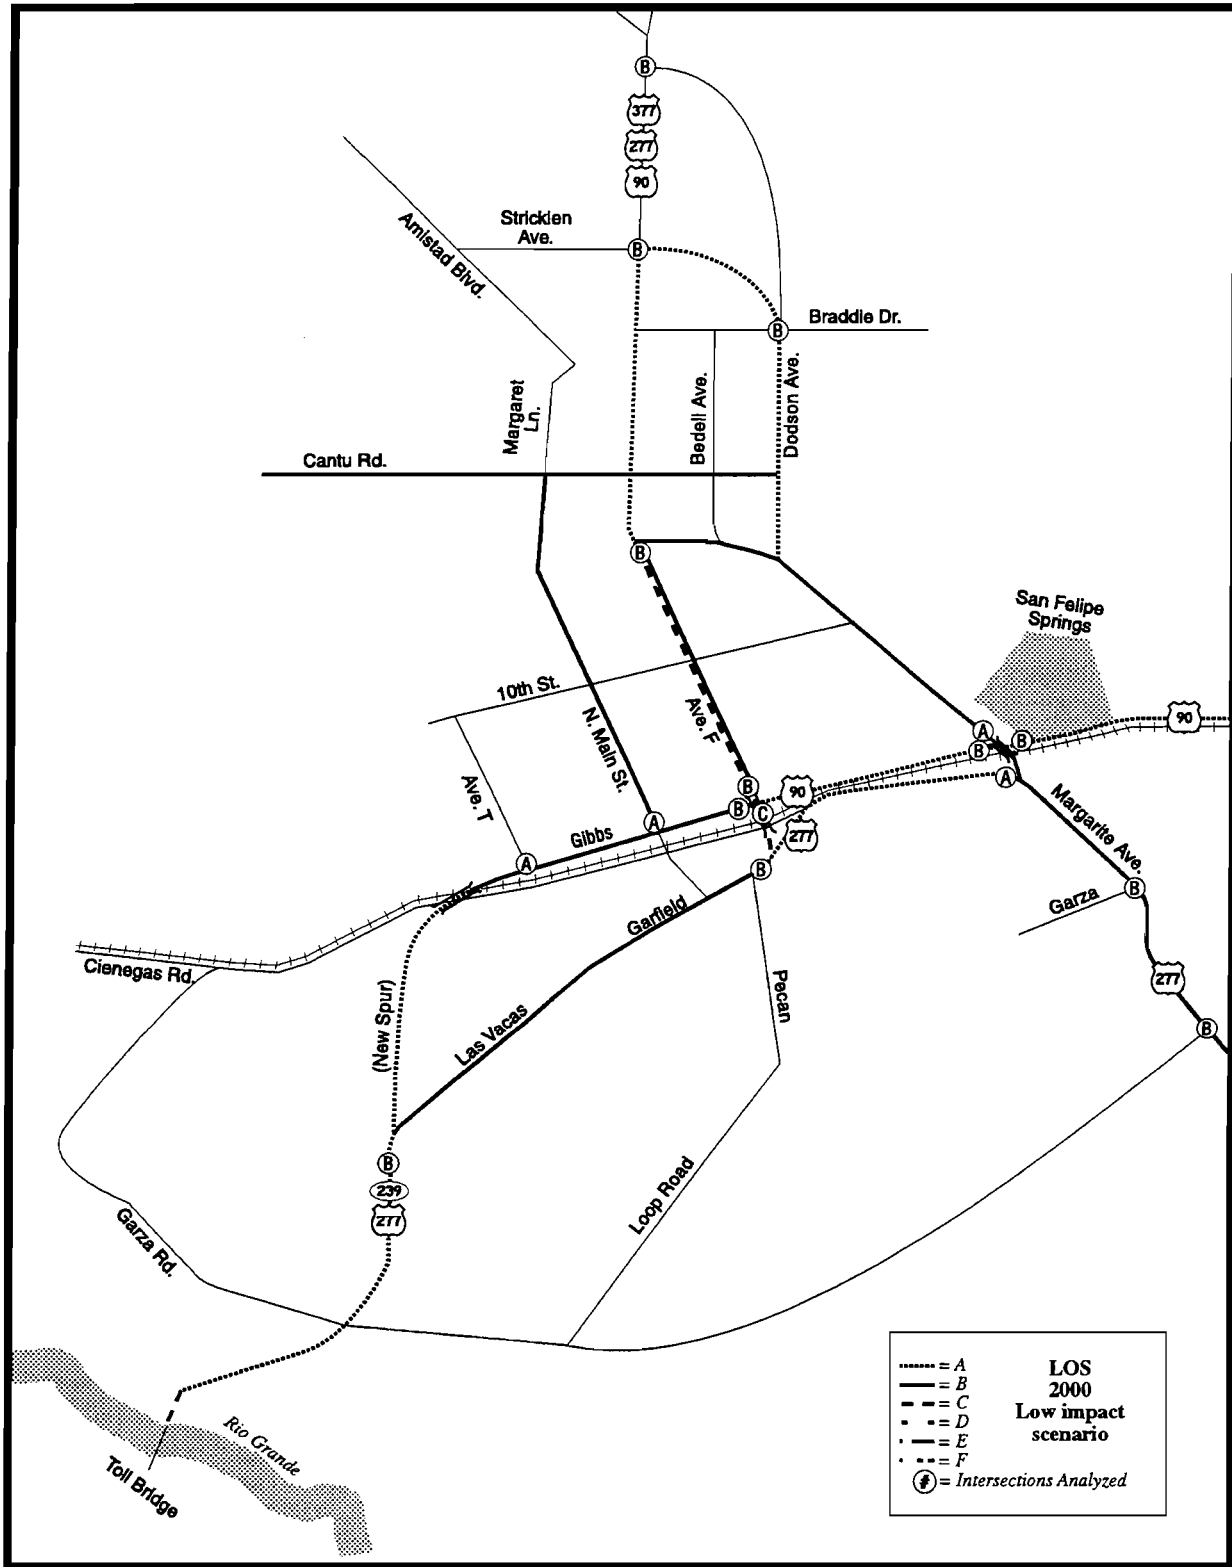 B
377
277
90
Stricklen
Ave.
B
Amistad Blvd.
Braddie Dr.
B
Margaret
Ln.
Bedell Ave.
Dodson Ave.
Cantu Rd.
B
San Felipe
Springs
10th St.
N. Main St.
Ave. F
Ave. T
A
B
B
90
A
B
B
C
90
277
A
Gibbs
A
B
Margarite Ave.
B
Garza
Garfield
Cienegas Rd.
(New Spur)
Las Vacas
Pecan
277
B
B
239
277
Loop Road
Garza Rd.
Rio Grande
Toll Bridge
= A
= B
= C
= D
= E
= F
LOS
2000
Low impact
scenario
# = Intersections Analyzed